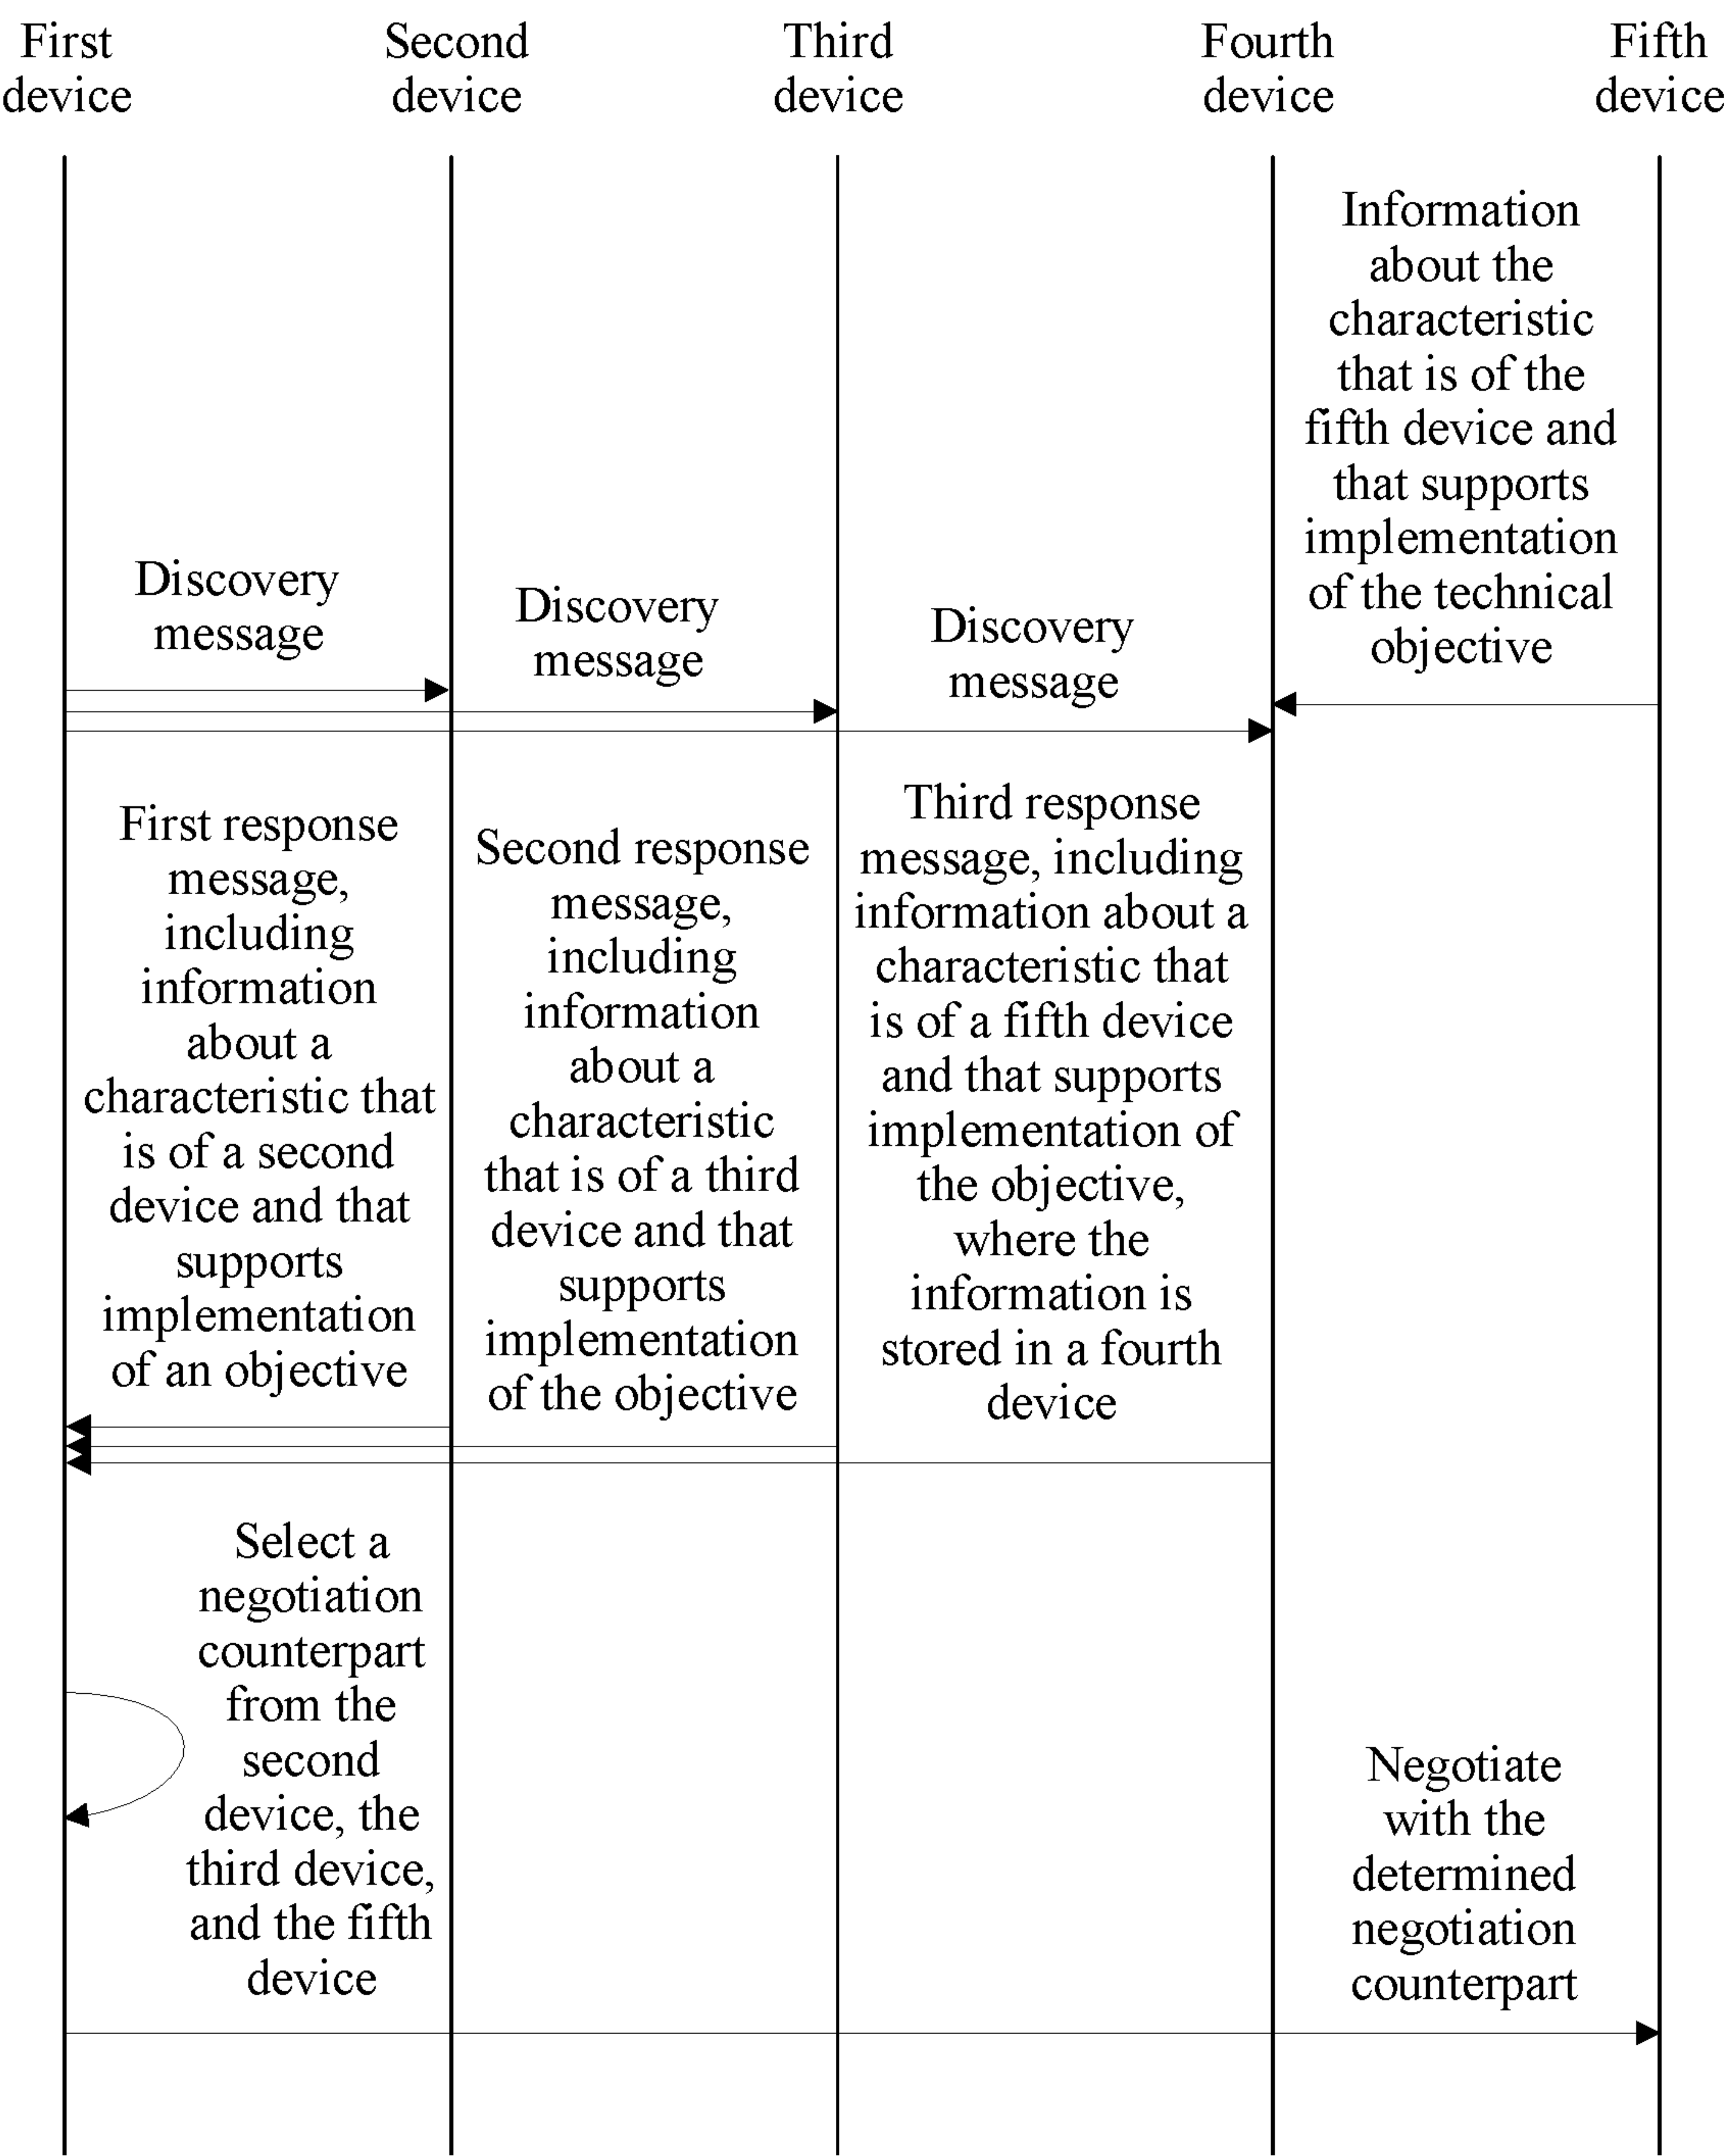 First
device
Second
device
Third
device
Fourth
device
Fifth
device
Information
about the
characteristic
that is of the
fifth device and
that supports
implementation
of the technical
objective
Discovery
message
Discovery
message
Discovery
message
First response
message,
including
information
about a
characteristic that
is of a second
device and that
supports
implementation
of an objective
Second response
message,
including
information
about a
characteristic
that is of a third
device and that
supports
implementation
of the objective
Third response
message, including
information about a
characteristic that
is of a fifth device
and that supports
implementation of
the objective,
where the
information is
stored in a fourth
device
Select a
negotiation
counterpart
from the
second
device, the
third device,
and the fifth
device
Negotiate
with the
determined
negotiation
counterpart